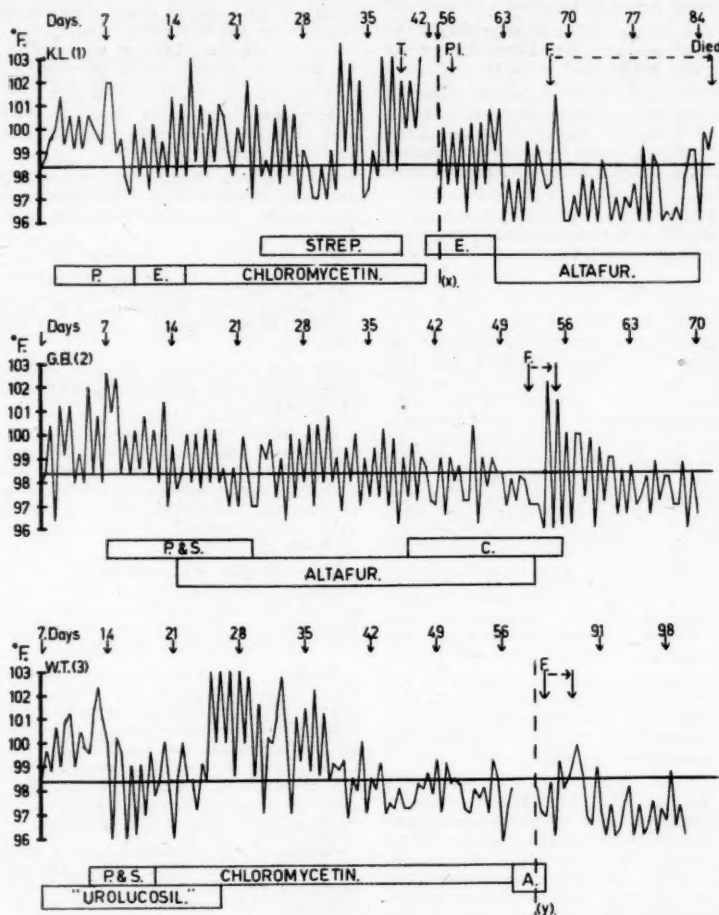 Days. 7 14 21 28 35 42 56 63 70 77 84
°F.
K.L.(1) T. P.I. F. Died
103
102
101
100
99
98
97
96
STREP. E.
P. E. CHLOROMYCETIN. (x). ALTAFUR.
Days 7 14 21 28 35 42 49 56 63 70
°F.
G.B.(2) F.
103
102
101
100
99
98
97
96
P. & S. C.
ALTAFUR.
7. Days 14 21 28 35 42 49 56 91 98
°F.
W.T.(3) F.
103
102
101
100
99
98
97
96
P. & S. CHLOROMYCETIN. A.
"UROLUCOSIL." (y).